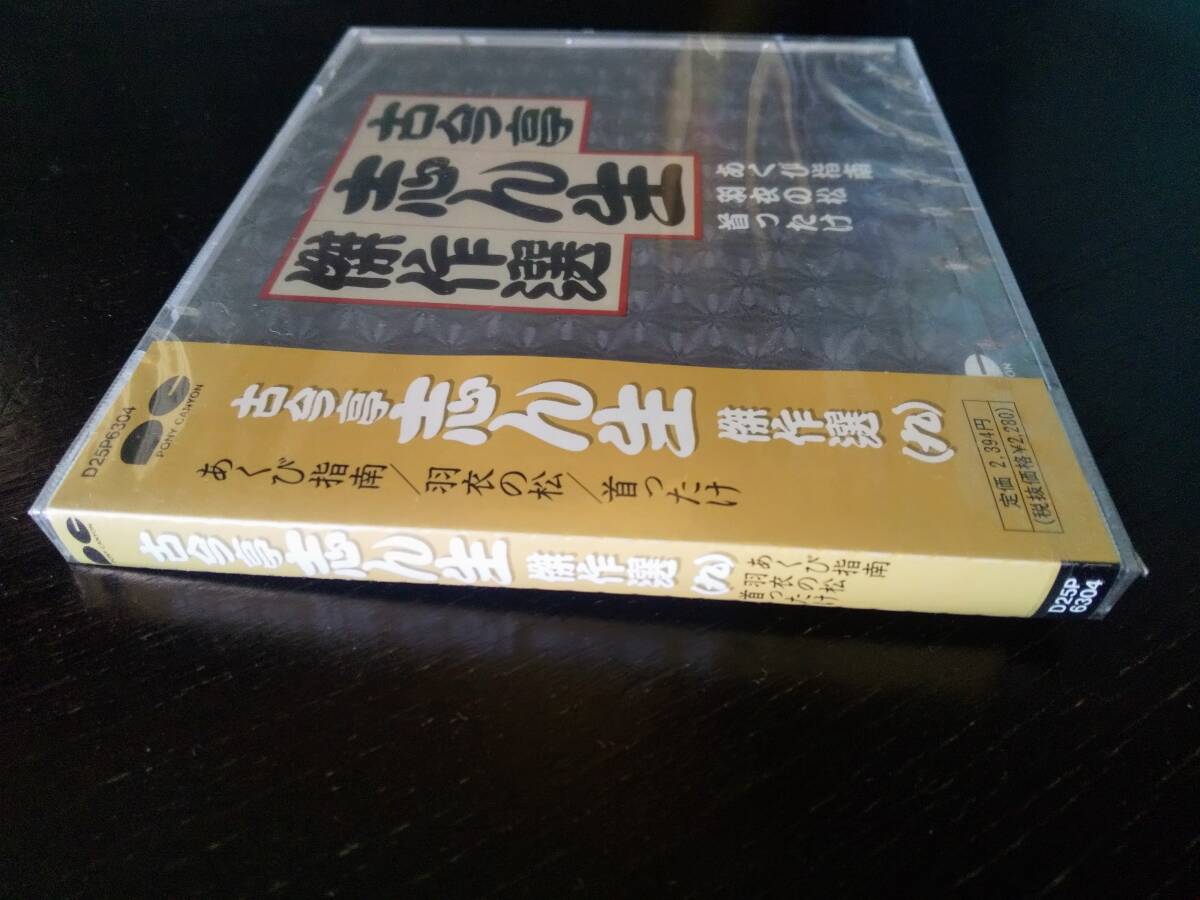 古今亭
志ん生
傑作選
あくび指南
羽衣の松
首ったけ
D25P6304
PONY CANYON
古今亭志ん生 傑作選(九)
あくび指南/羽衣の松/首ったけ
定価 2,394円
(税抜価格¥2,280)
古今亭志ん生 傑作選(九)
あくび指南
羽衣の松
首ったけ
D25P
6304